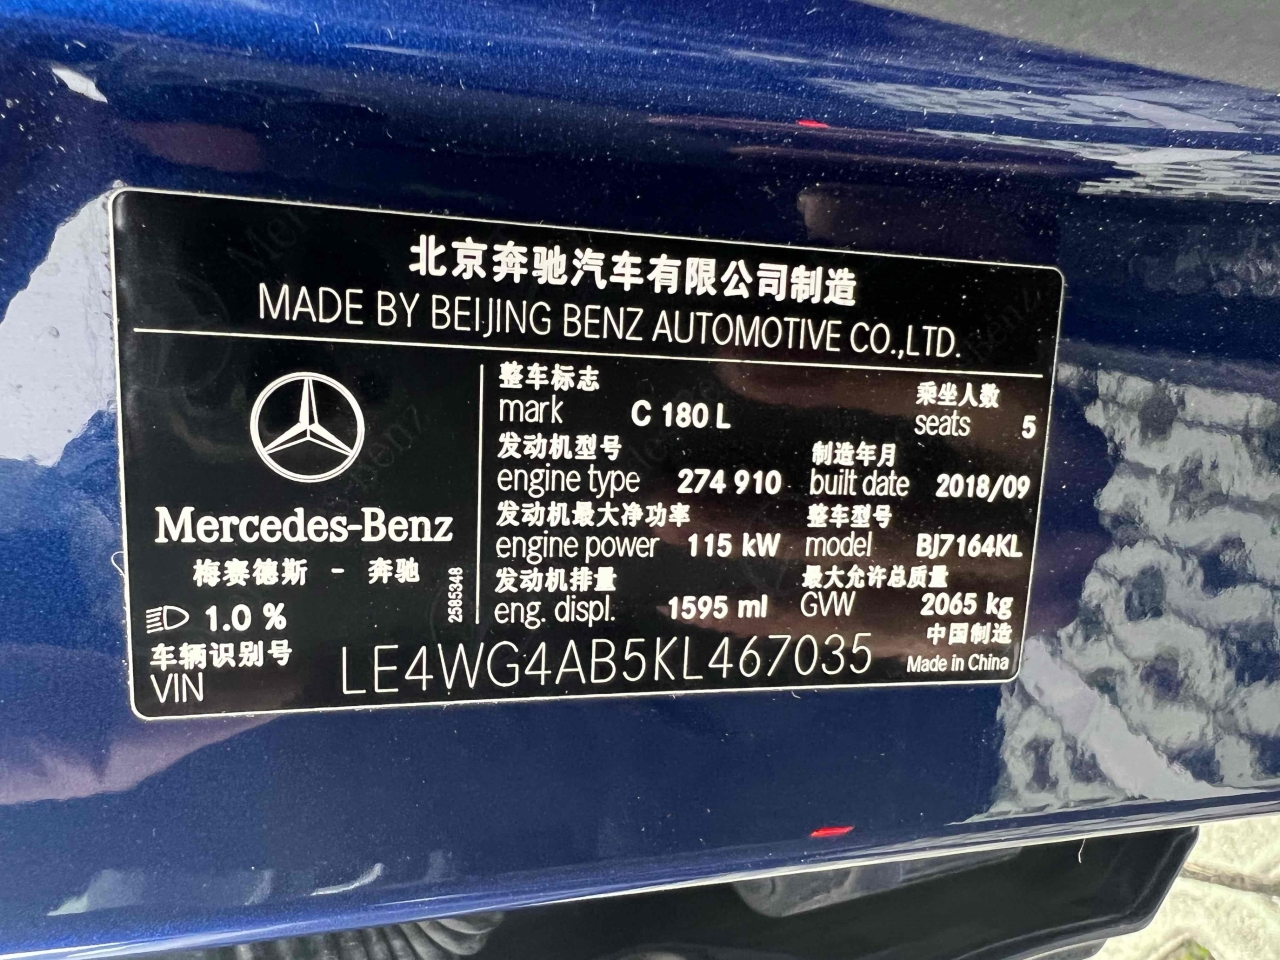 北京奔驰汽车有限公司制造
MADE BY BEIJING BENZ AUTOMOTIVE CO.,LTD.
Mercedes-Benz
梅赛德斯 - 奔驰
1.0 %
2585348
整车标志
mark C 180 L
乘坐人数
seats 5
发动机型号
engine type 274 910
制造年月
built date 2018/09
发动机最大净功率
engine power 115 kW
整车型号
model BJ7164KL
发动机排量
eng. displ. 1595 ml
最大允许总质量
GVW 2065 kg
车辆识别号
VIN LE4WG4AB5KL467035
中国制造
Made in China